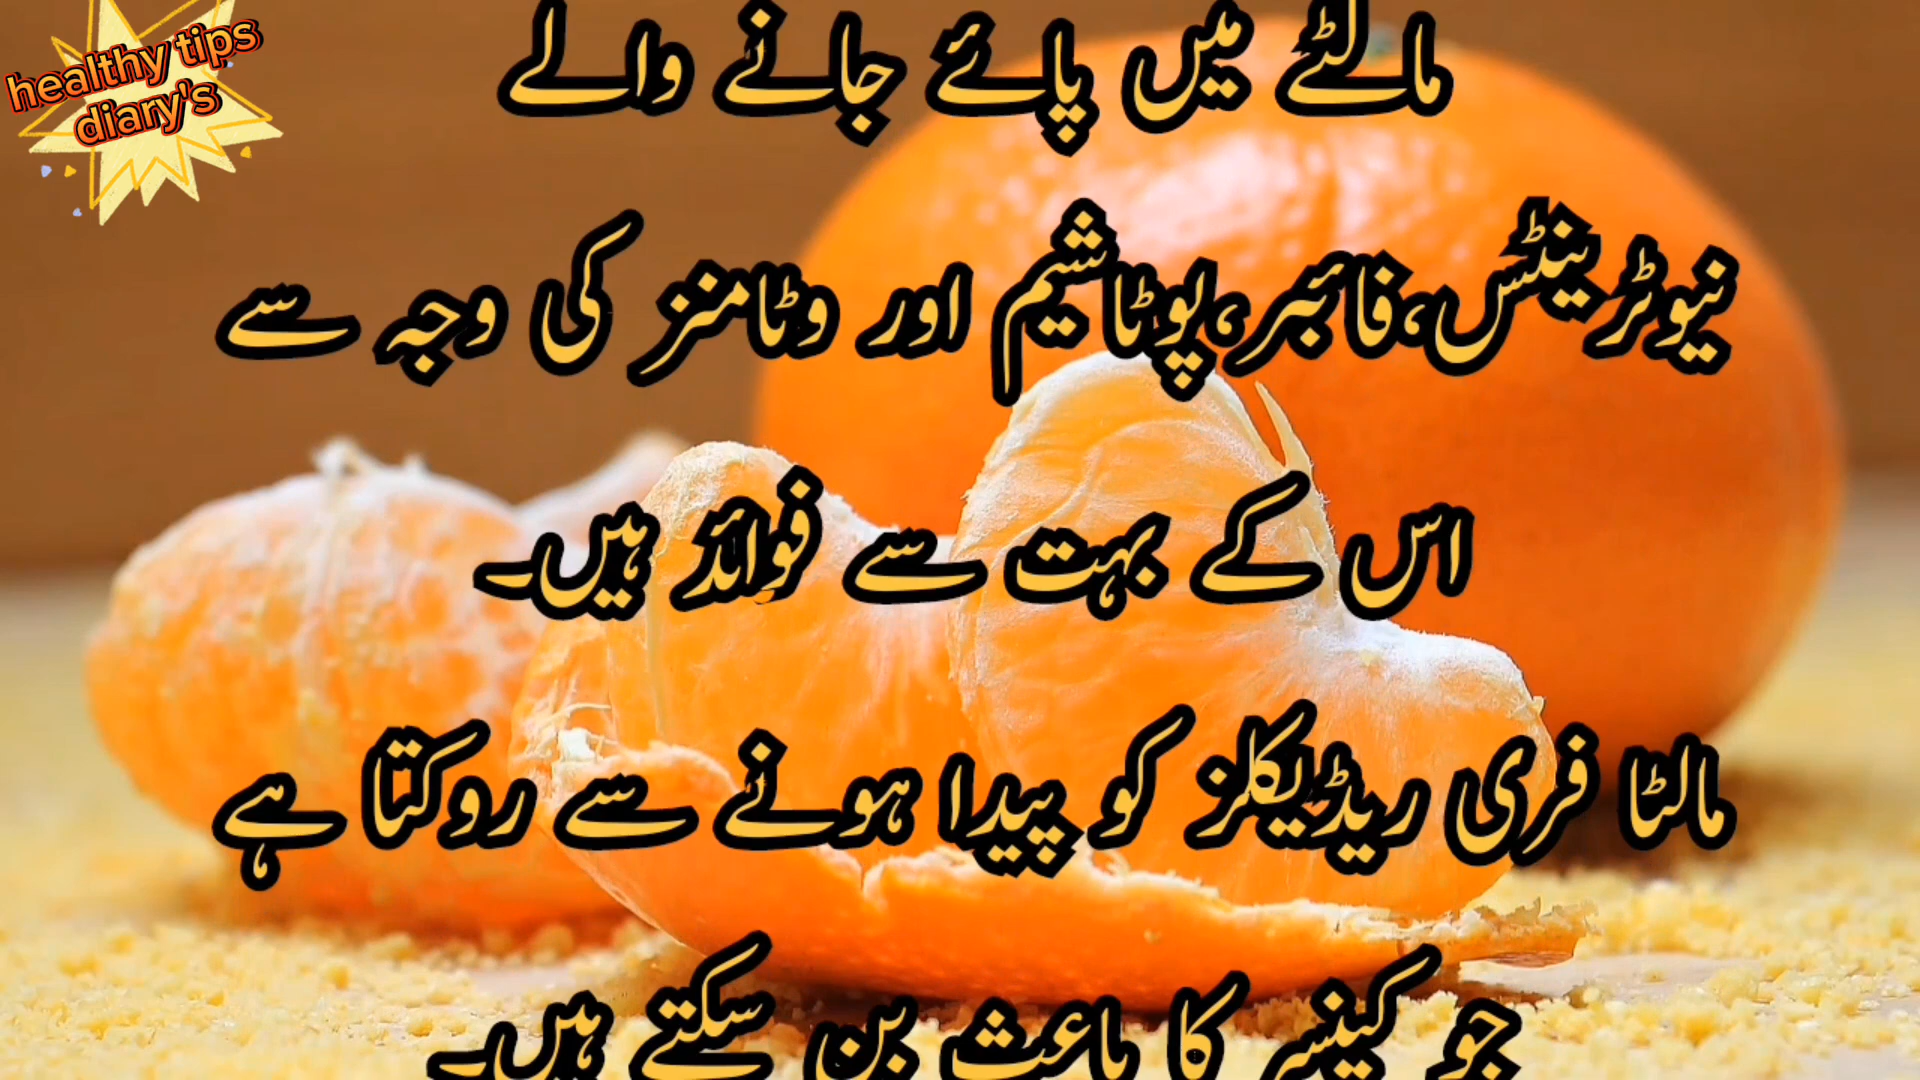 healthy tips
diary's
مالٹے میں پائے جانے والے
نیوٹرینٹس،فائبر،پوٹاشیم اور وٹامنز کی وجہ سے
اس کے بہت سے فوائد ہیں۔
مالٹا فری ریڈیکلز کو پیدا ہونے سے روکتا ہے
جو کینسر کا باعث بن سکتے ہیں۔